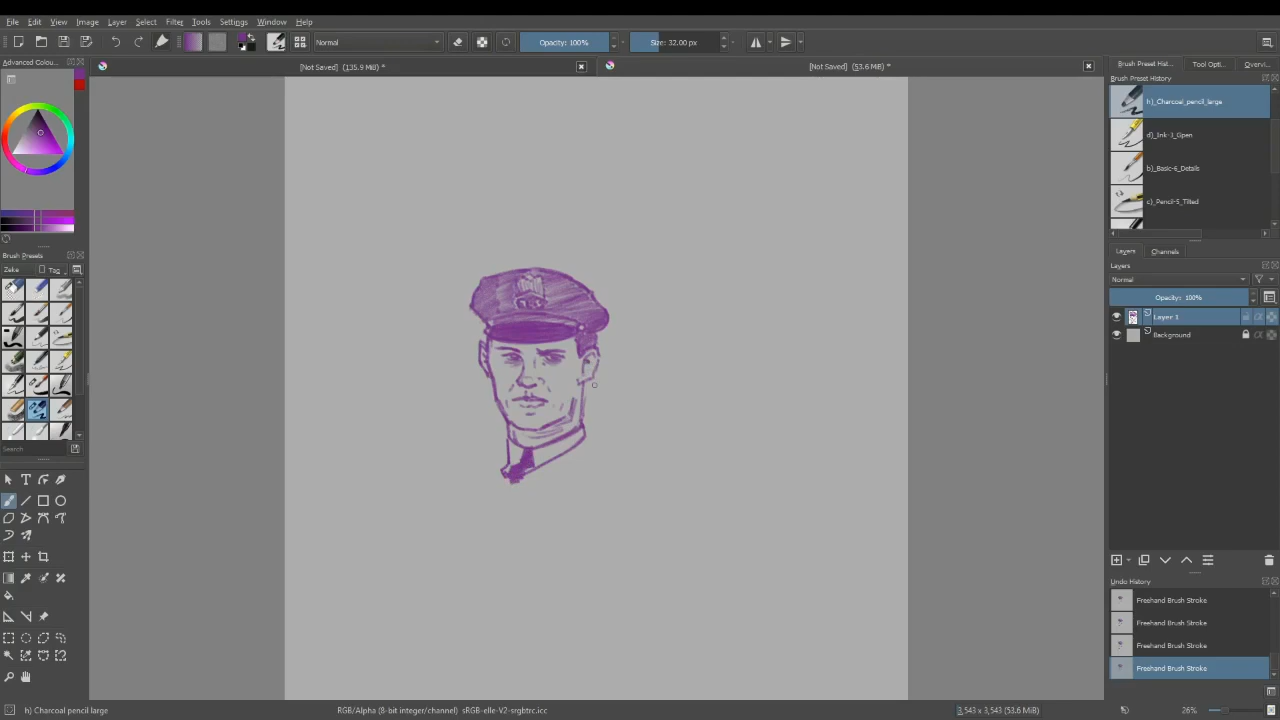 File Edit View Image Layer Select Filter Tools Settings Window Help
Normal Opacity: 100% Size: 32.00 px
Advanced Colou... [Not Saved] (135.9 MiB) * [Not Saved] (53.6 MiB) * Brush Preset Hist... Tool Opti... Overvi...
Brush Preset History
h)_Charcoal_pencil_large
d)_Ink-3_Gpen
b)_Basic-6_Details
c)_Pencil-5_Tilted
Brush Presets
Zeke Tag
Layers Channels
Layers
Normal
Opacity: 100%
Layer 1
Background
Search
Undo History
Freehand Brush Stroke
Freehand Brush Stroke
Freehand Brush Stroke
Freehand Brush Stroke
h) Charcoal pencil large RGB/Alpha (8-bit integer/channel) sRGB-elle-V2-srgbtrc.icc 3,543 x 3,543 (53.6 MiB) 26%